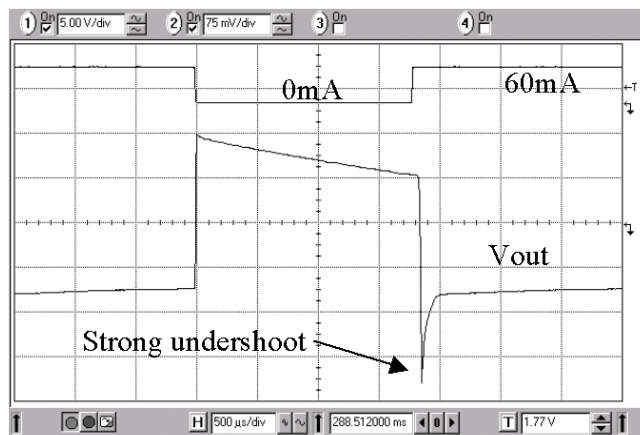 1 On 5.00 V/div 2 On 75 mV/div 3 On 4 On
0mA 60mA
T
Vout
Strong undershoot
H 500 µs/div 288.512000 ms 0 T 1.77 V